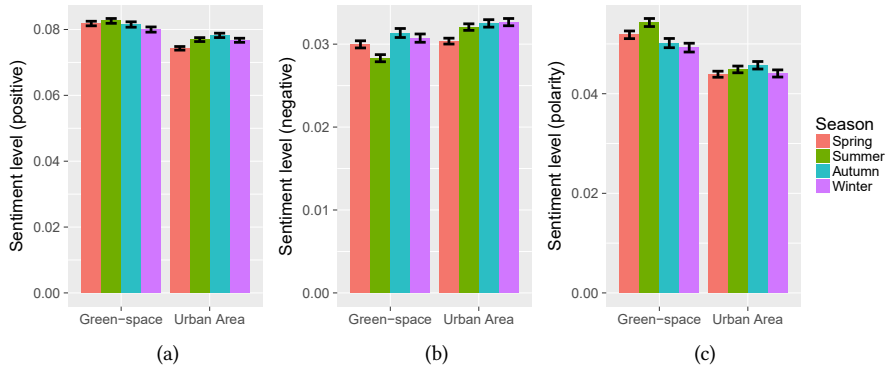 Sentiment level (positive)
0.08
0.06
0.04
0.02
0.00
Green−space
Urban Area
(a)
Sentiment level (negative)
0.03
0.02
0.01
0.00
Green−space
Urban Area
(b)
Sentiment level (polarity)
0.04
0.02
0.00
Green−space
Urban Area
(c)
Season
Spring
Summer
Autumn
Winter